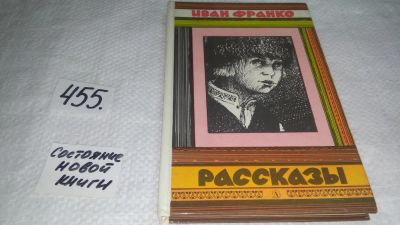 455.
Состояние
новой
книги
ИВАН ФРАНКО
РАССКАЗЫ